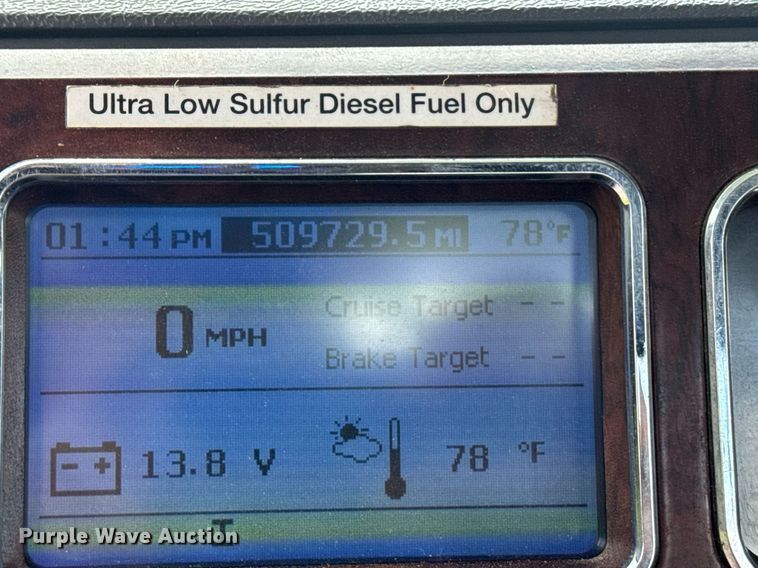 Ultra Low Sulfur Diesel Fuel Only
01:44 PM 509729.5 MI 78°F
0 MPH
Cruise Target --
Brake Target --
- + 13.8 V 78 °F
I
Purple Wave Auction